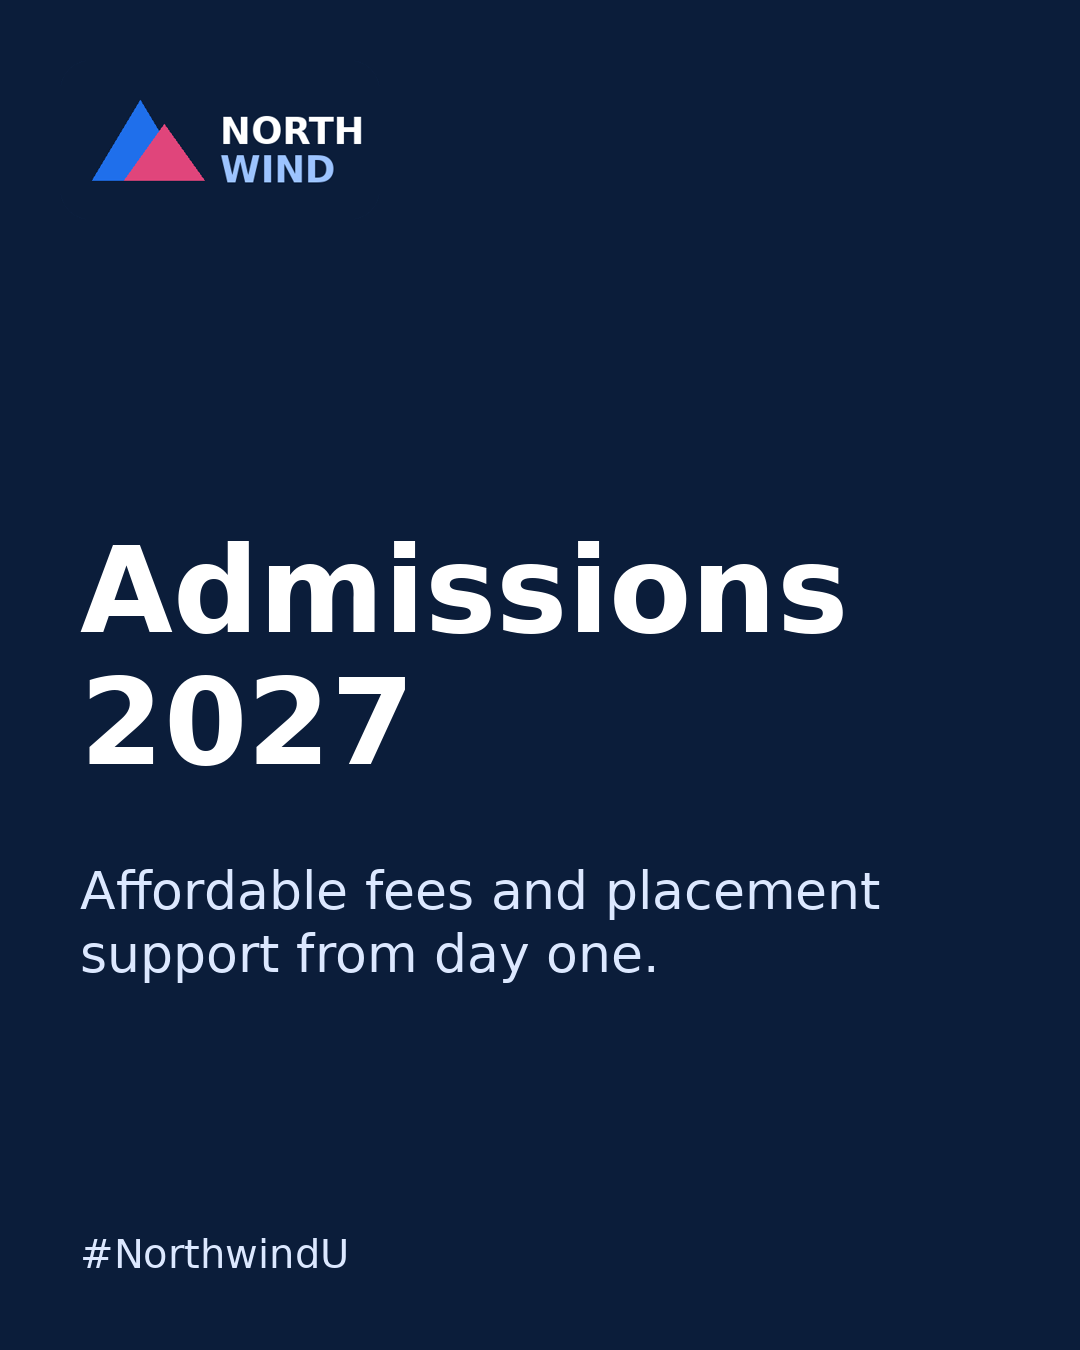 NORTH
WIND
Admissions
2027
Affordable fees and placement
support from day one.
#NorthwindU